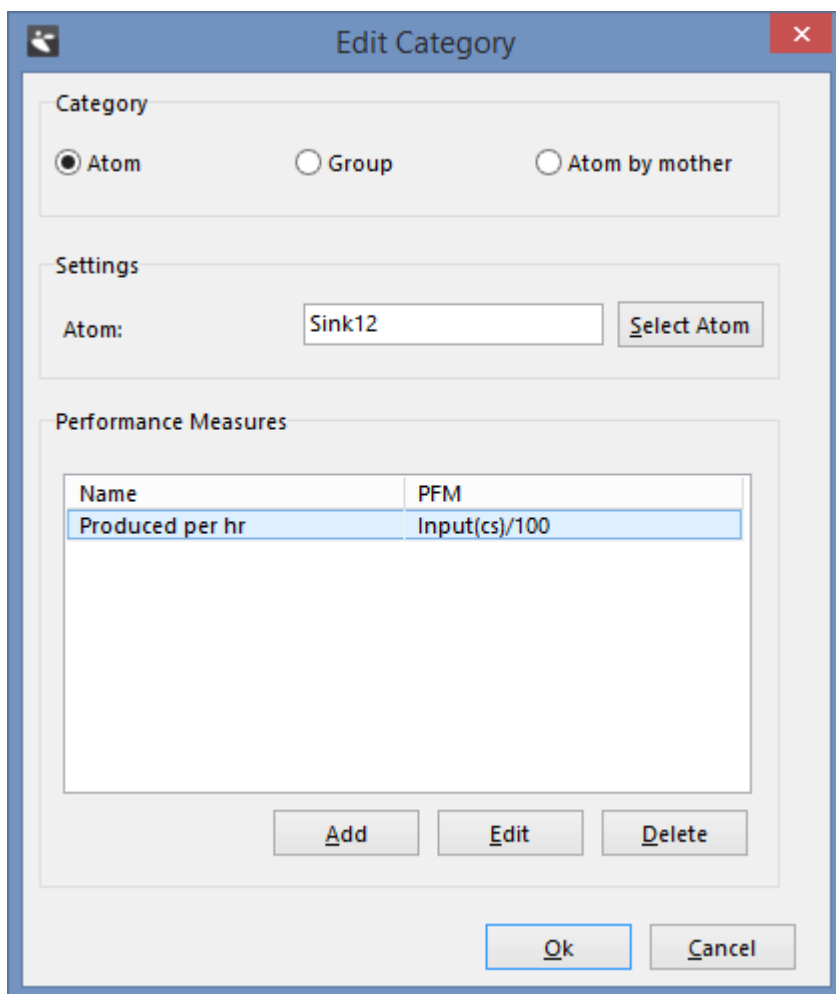 Edit Category
Category
Atom Group Atom by mother
Settings
Atom: Sink12 Select Atom
Performance Measures
Name PFM
Produced per hr Input(cs)/100
Add Edit Delete
Ok Cancel